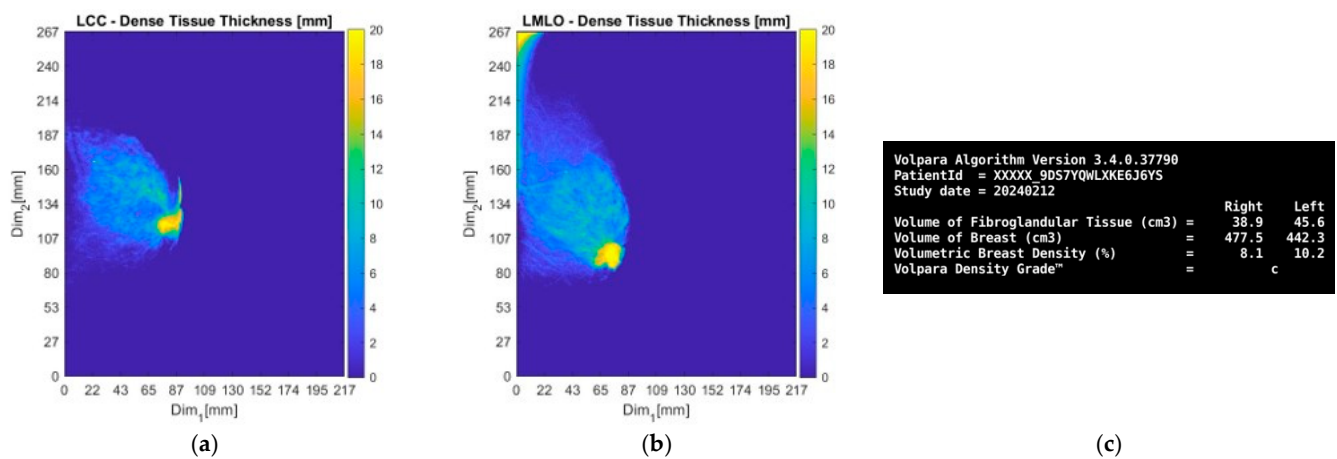 LCC - Dense Tissue Thickness [mm]
267
240
214
187
160
134
107
80
53
27
0
Dim2[mm]
0 22 43 65 87 109 130 152 174 195 217
Dim1[mm]
20
18
16
14
12
10
8
6
4
2
0
(a)
LMLO - Dense Tissue Thickness [mm]
267
240
214
187
160
134
107
80
53
27
0
Dim2[mm]
0 22 43 65 87 109 130 152 174 195 217
Dim1[mm]
20
18
16
14
12
10
8
6
4
2
0
(b)
Volpara Algorithm Version 3.4.0.37790
PatientId = XXXXX_9DS7YQWLXKE6J6YS
Study date = 20240212
Right Left
Volume of Fibroglandular Tissue (cm3) = 38.9 45.6
Volume of Breast (cm3) = 477.5 442.3
Volumetric Breast Density (%) = 8.1 10.2
Volpara Density Grade™ = c
(c)